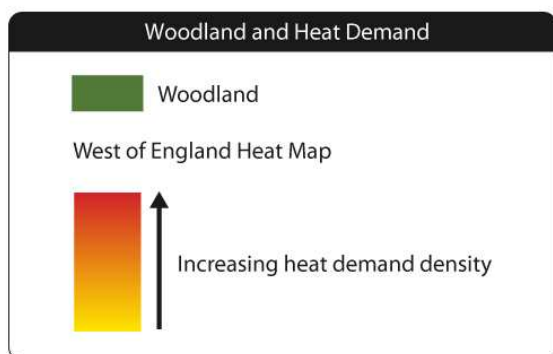 Woodland and Heat Demand
Woodland
West of England Heat Map
Increasing heat demand density